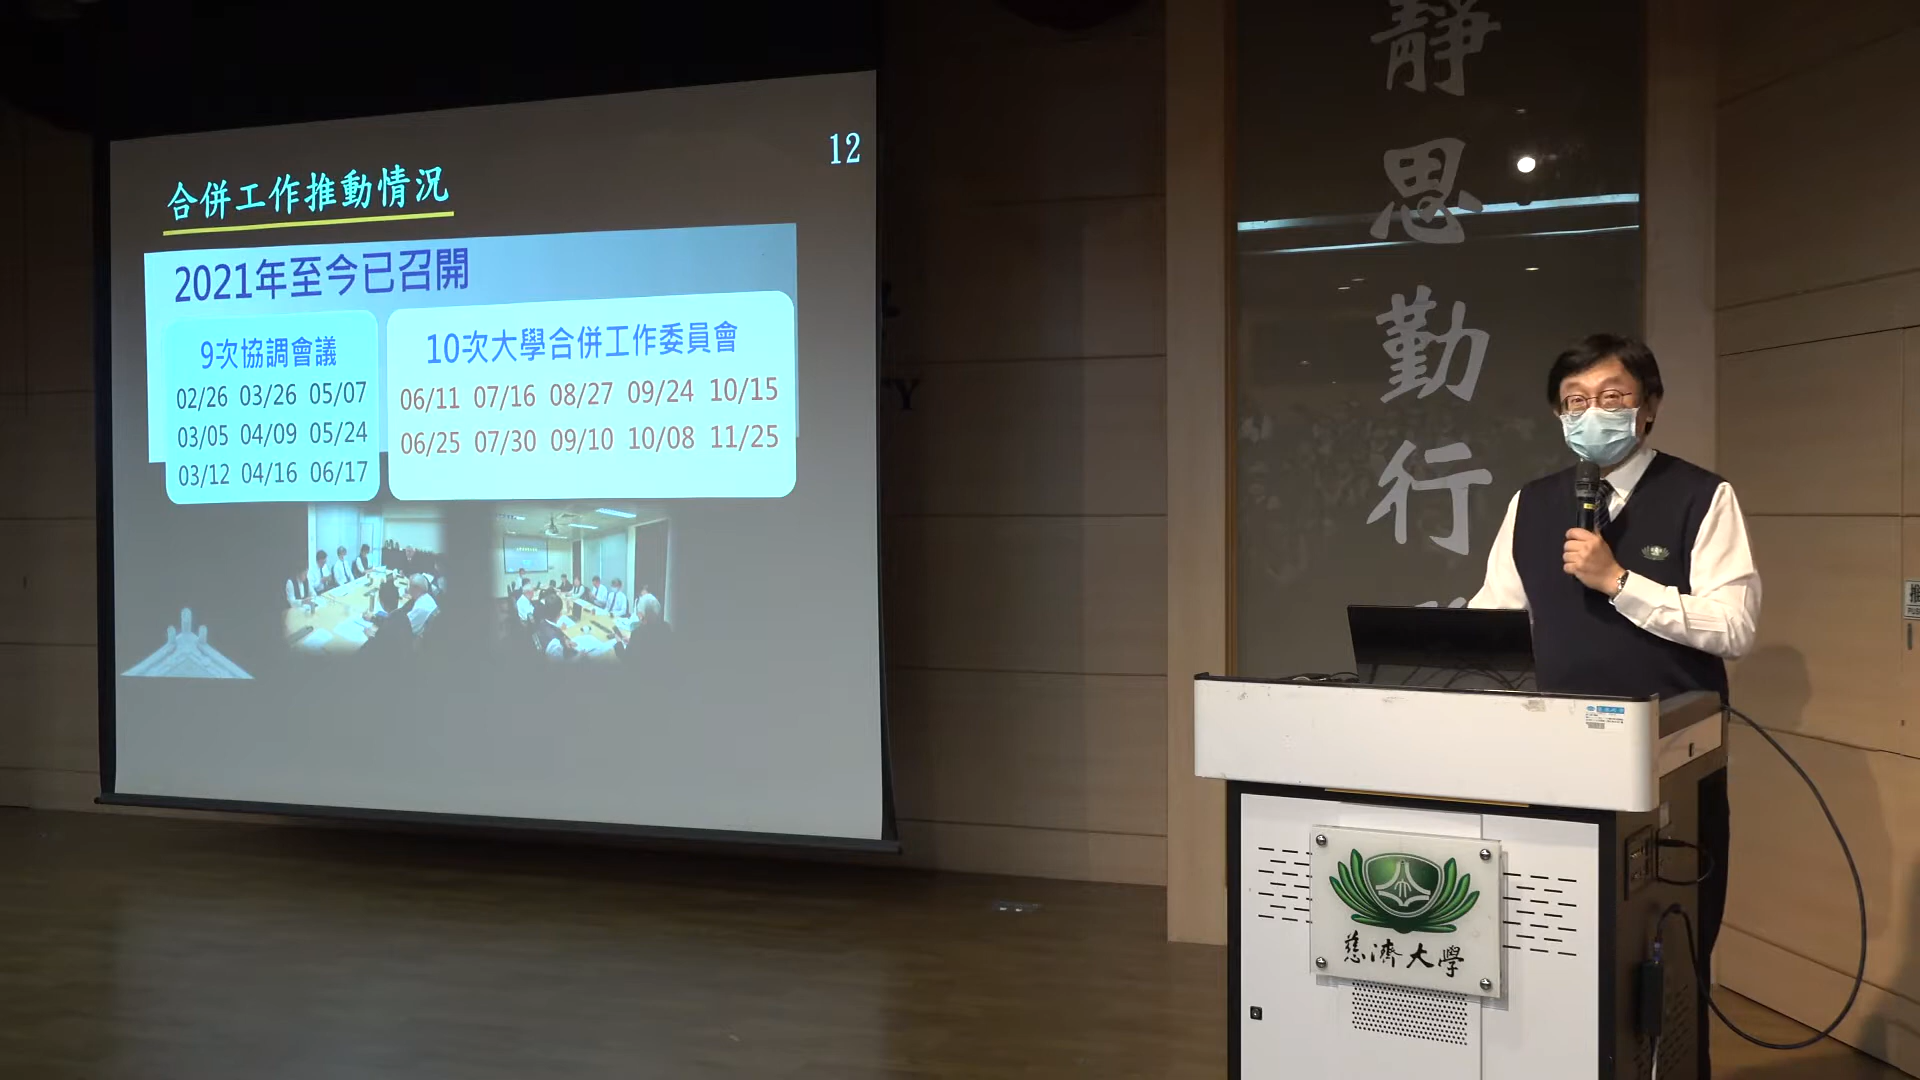 12
合併工作推動情況
2021年至今已召開
9次協調會議
02/26 03/26 05/07
03/05 04/09 05/24
03/12 04/16 06/17
10次大學合併工作委員會
06/11 07/16 08/27 09/24 10/15
06/25 07/30 09/10 10/08 11/25
靜思勤行
慈濟大學